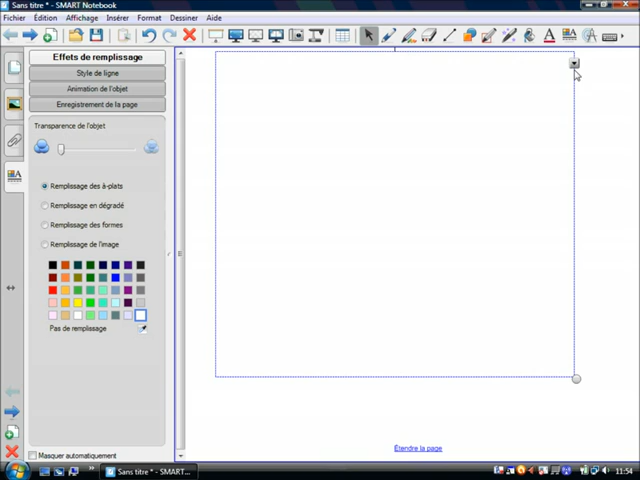 Sans titre * - SMART Notebook
Fichier Édition Affichage Insérer Format Dessiner Aide
Effets de remplissage
Style de ligne
Animation de l'objet
Enregistrement de la page
Transparence de l'objet
Remplissage des à-plats
Remplissage en dégradé
Remplissage des formes
Remplissage de l'image
Pas de remplissage
Étendre la page
Masquer automatiquement
Sans titre * - SMART...
11:54